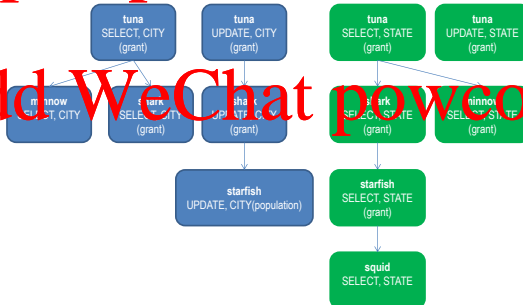 tuna
SELECT, CITY
(grant)
tuna
UPDATE, CITY
(grant)
tuna
SELECT, STATE
(grant)
tuna
UPDATE, STATE
(grant)
dd WeChat powco
minnow
SELECT, CITY
shark
SELECT, CITY
(grant)
shark
UPDATE, CITY
(grant)
shark
SELECT, STATE
(grant)
minnow
SELECT, STATE
(grant)
starfish
UPDATE, CITY(population)
starfish
SELECT, STATE
(grant)
squid
SELECT, STATE